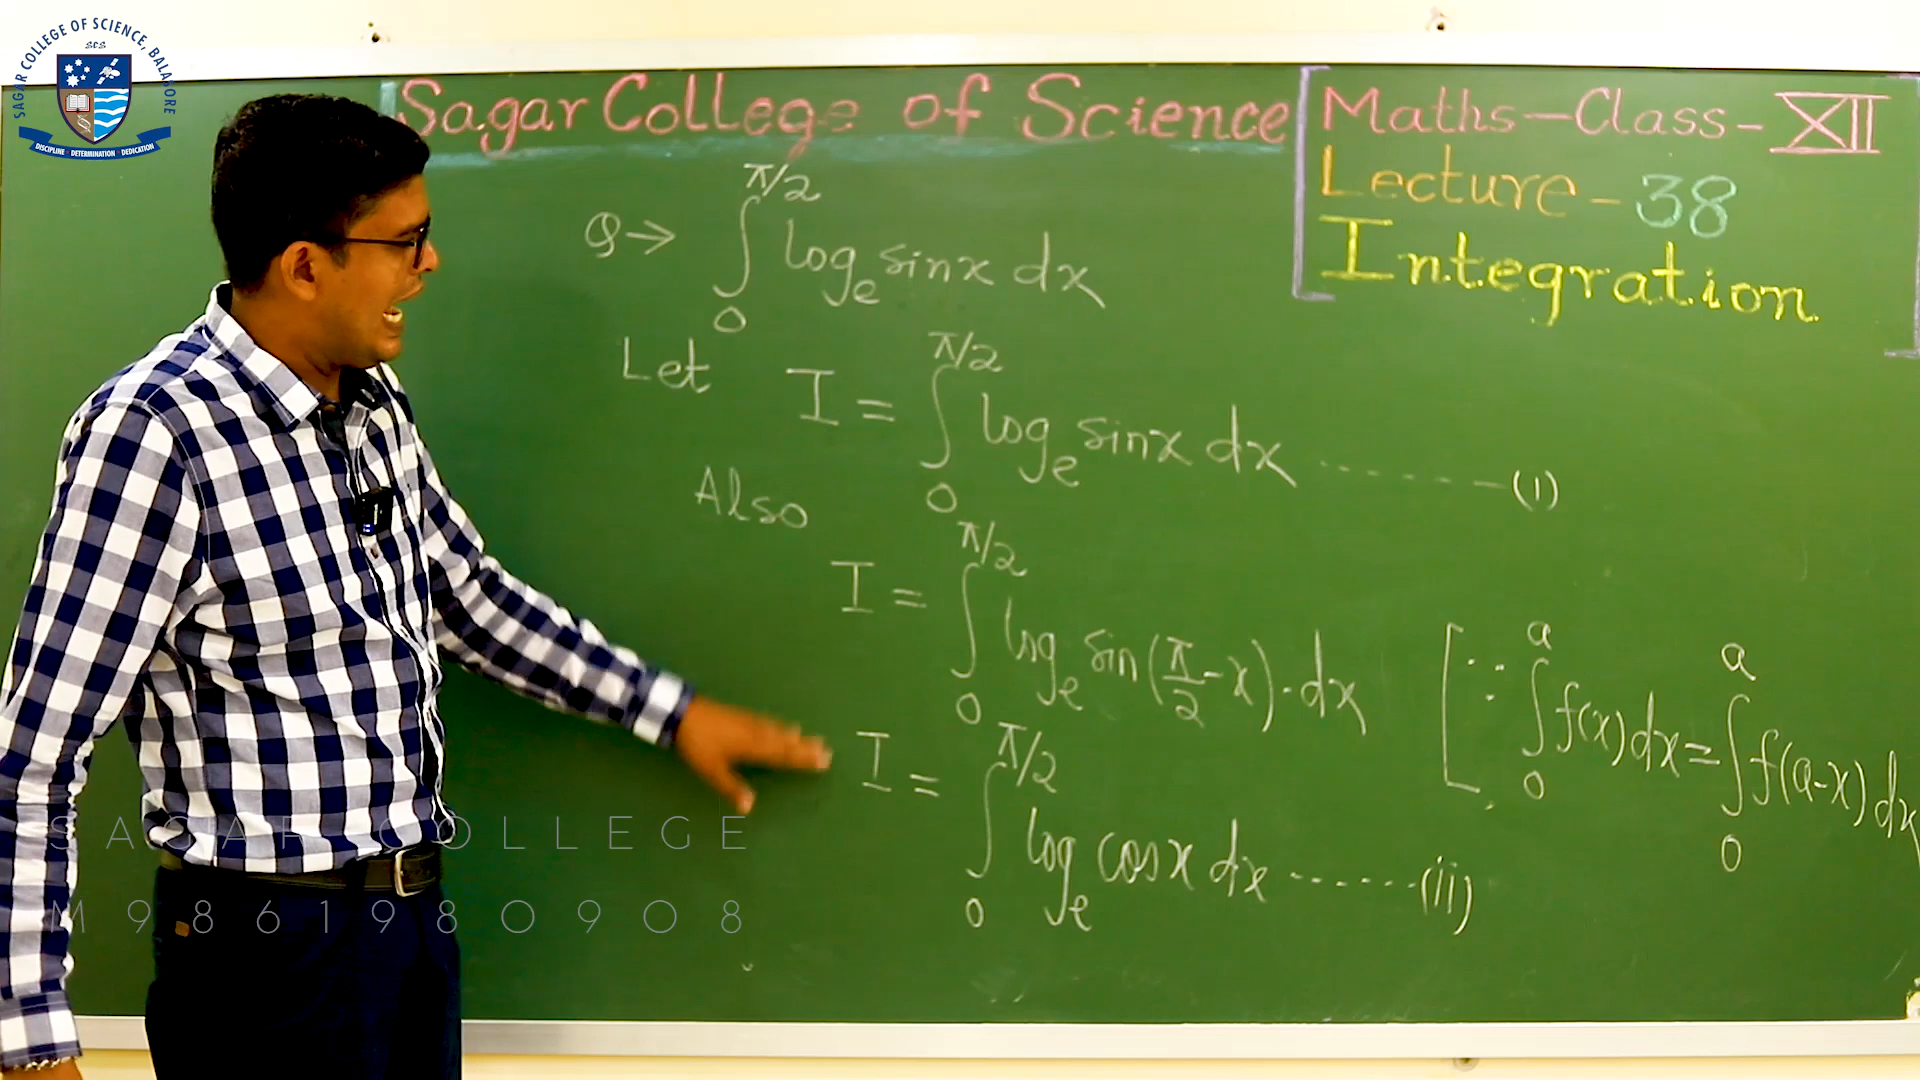 SAGAR COLLEGE OF SCIENCE, BALASORE
SCS
DISCIPLINE DETERMINATION DEDICATION
Sagar College of Science
Maths-Class-XII
Lecture-38
Integration
Q→ ∫₀^{π/2} logₑ sinx dx
Let I = ∫₀^{π/2} logₑ sinx dx ......-(i)
Also
I = ∫₀^{π/2} logₑ sin(π/2-x)·dx [∵ ∫₀^a f(x)dx = ∫₀^a f(a-x)dx
I = ∫₀^{π/2} logₑ cosx dx ......(ii)
SAGAR COLLEGE
M9861980908